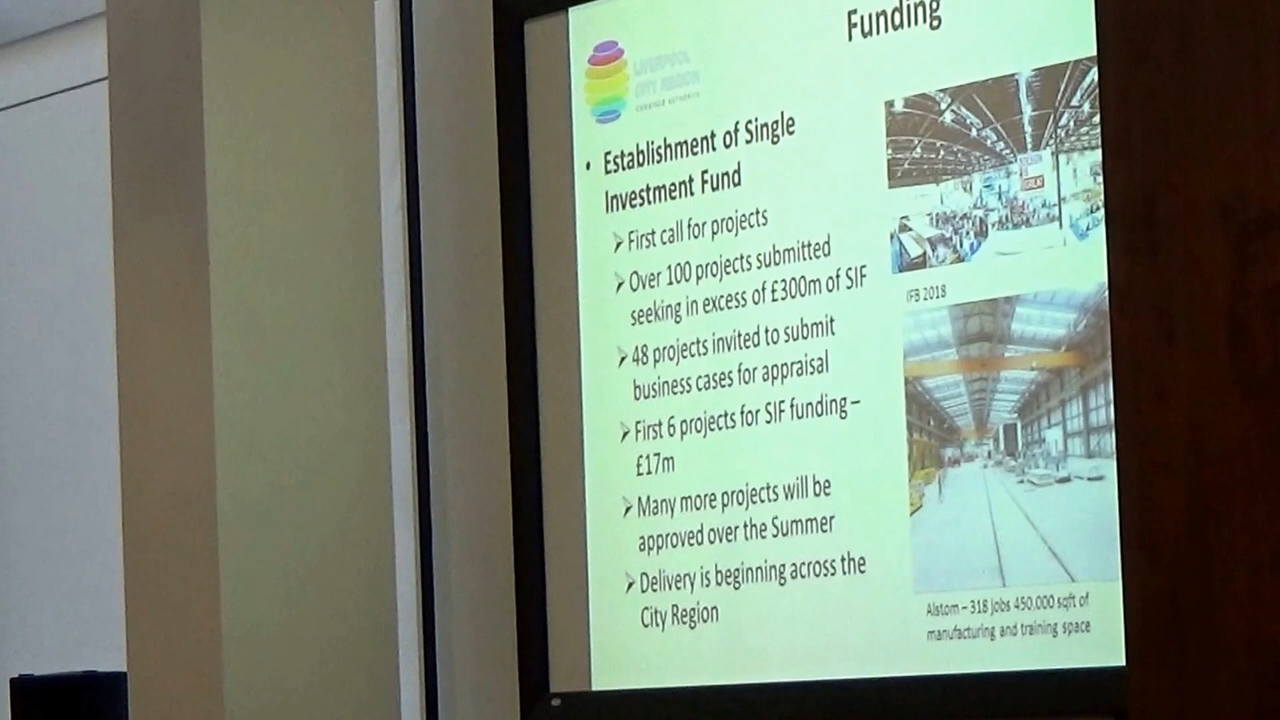 Funding
LIVERPOOL
CITY REGION
COMBINED AUTHORITY
• Establishment of Single
Investment Fund
➢ First call for projects
➢ Over 100 projects submitted
seeking in excess of £300m of SIF
➢ 48 projects invited to submit
business cases for appraisal
➢ First 6 projects for SIF funding –
£17m
➢ Many more projects will be
approved over the Summer
➢ Delivery is beginning across the
City Region
IFB 2018
Alstom – 318 jobs 450,000 sqft of
manufacturing and training space